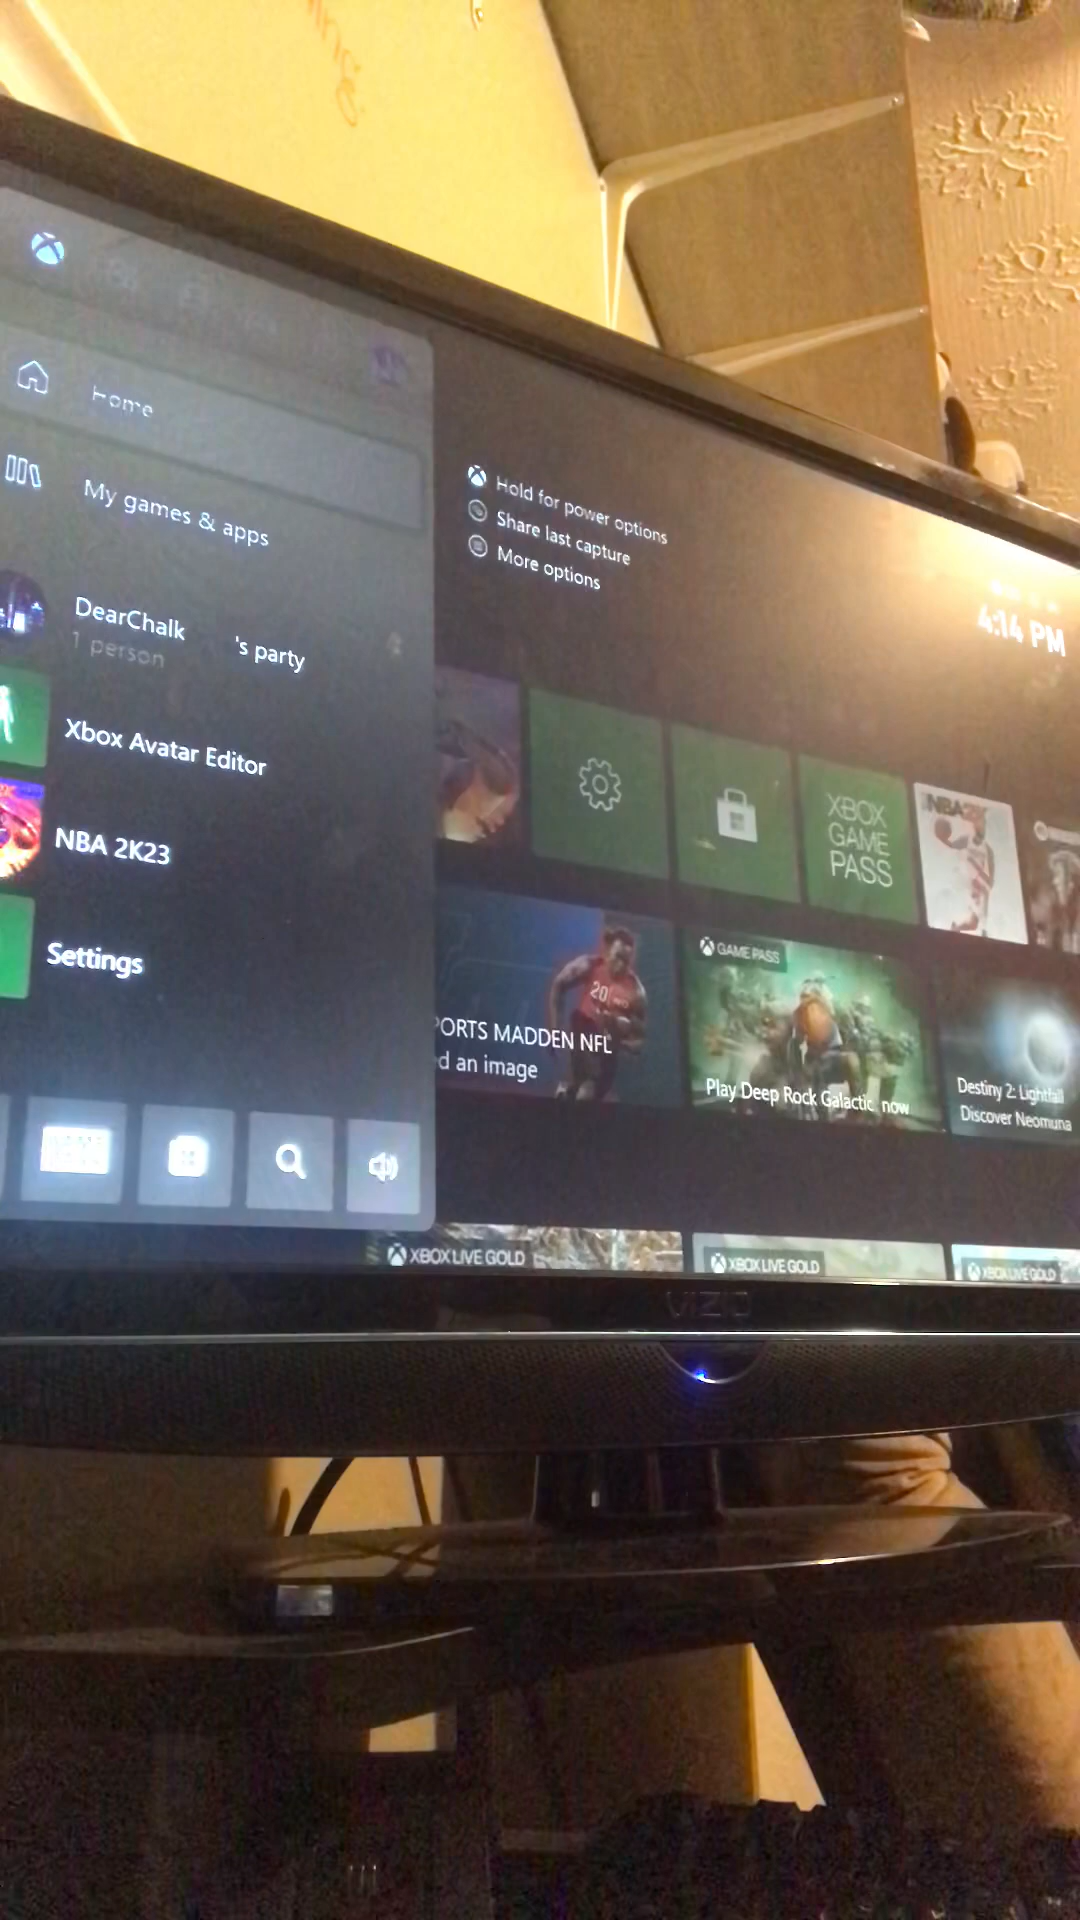 Home
My games & apps
DearChalk 's party
1 person
Xbox Avatar Editor
NBA 2K23
Settings
Hold for power options
Share last capture
More options
4:14 PM
XBOX
GAME
PASS
NBA
PORTS MADDEN NFL
d an image
GAME PASS
Play Deep Rock Galactic now
Destiny 2: Lightfall
Discover Neomuna
XBOX LIVE GOLD
XBOX LIVE GOLD
XBOX LIVE GOLD
VIZIO